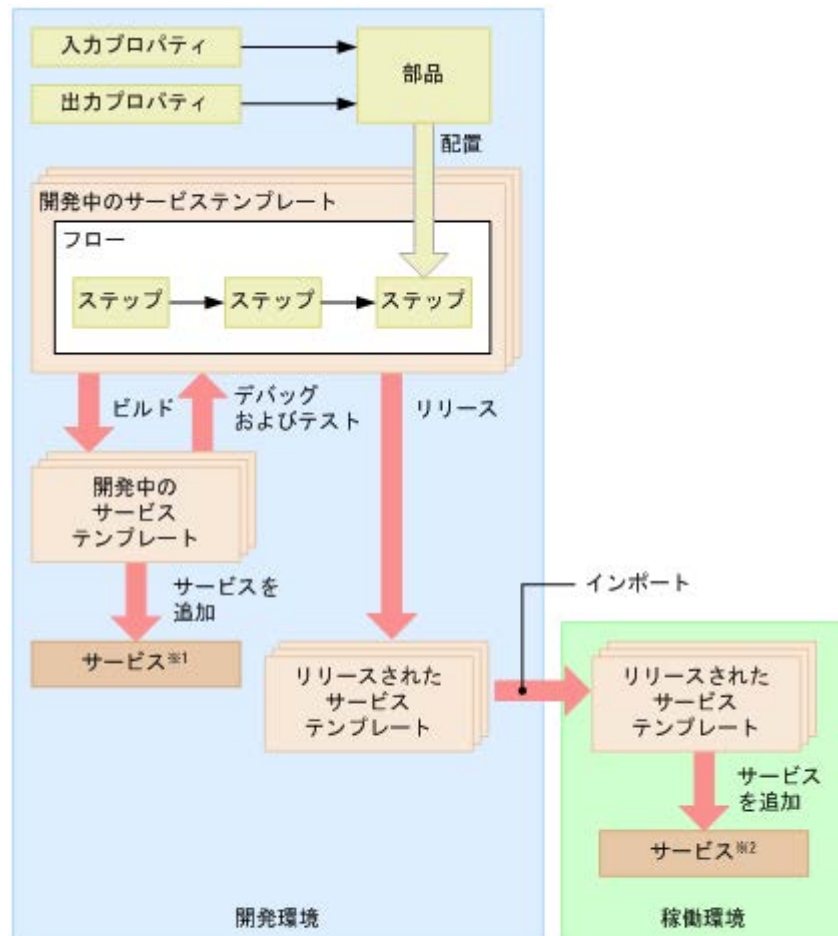 入力プロパティ
部品
出力プロパティ
配置
開発中のサービステンプレート
フロー
ステップ
ステップ
ステップ
ビルド
デバッグ
およびテスト
リリース
開発中の
サービス
テンプレート
サービスを
追加
インポート
サービス※1
リリースされた
サービス
テンプレート
リリースされた
サービス
テンプレート
サービス
を追加
サービス※2
開発環境
稼働環境